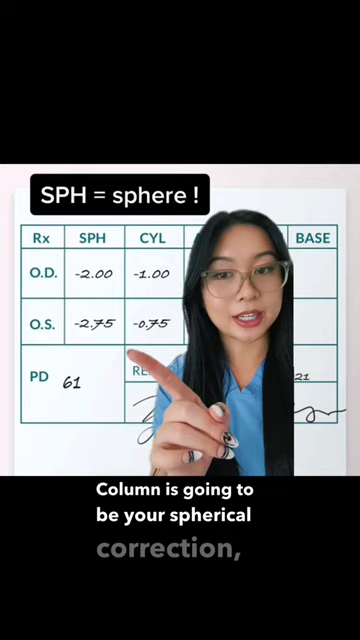 SPH = sphere !
Rx SPH CYL BASE
O.D. -2.00 -1.00
O.S. -2.75 -0.75
PD 61
21
Column is going to
be your spherical
correction,